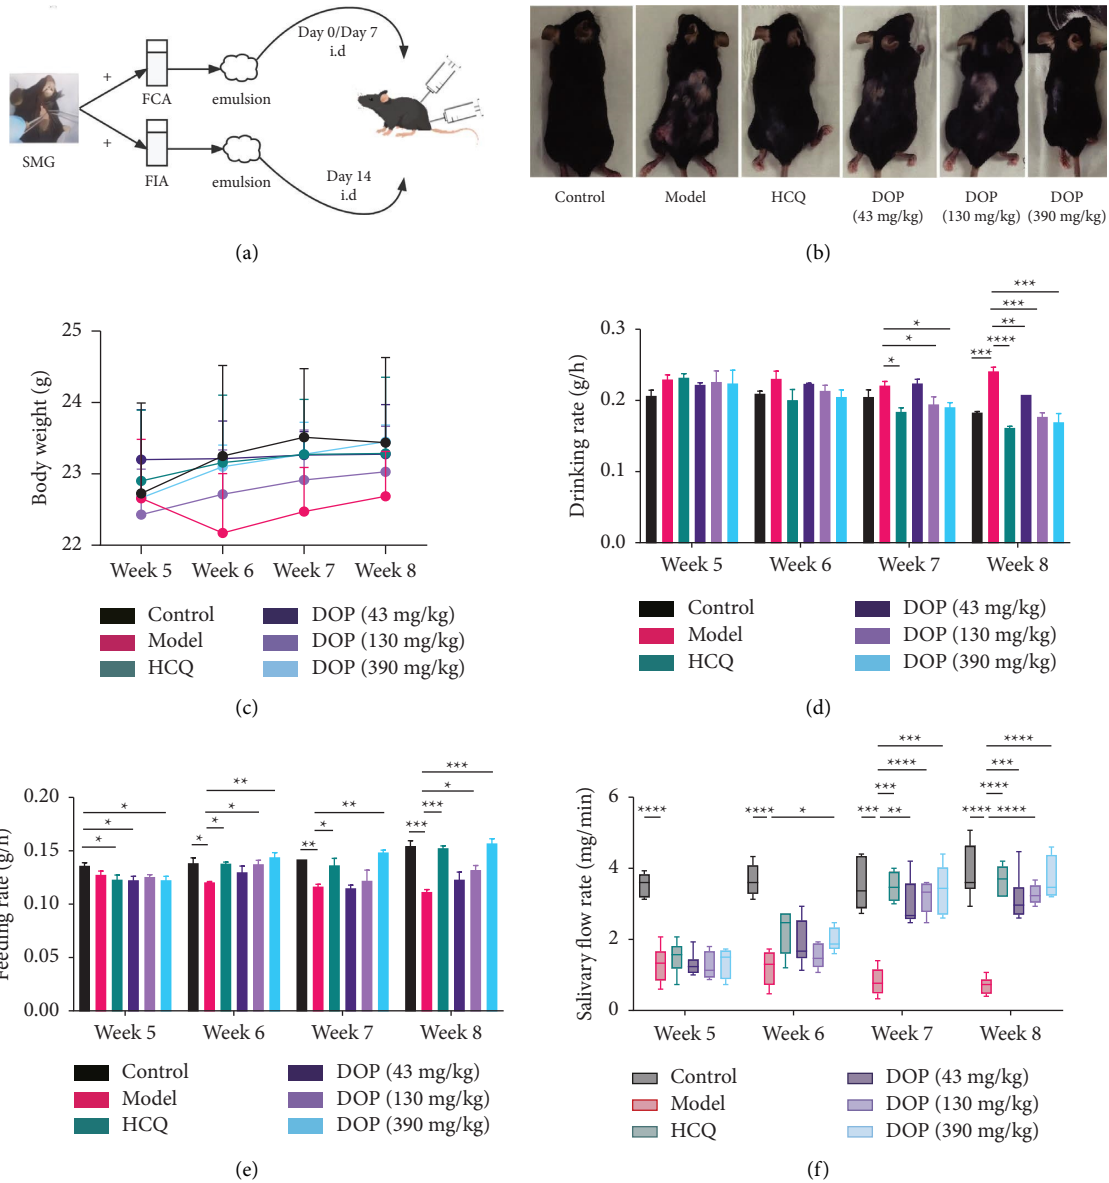 Day 0/Day 7
i.d
+
FCA
emulsion
SMG
+
FIA
emulsion
Day 14
i.d
(a)
Control
Model
HCQ
DOP
(43 mg/kg)
DOP
(130 mg/kg)
DOP
(390 mg/kg)
(b)
Body weight (g)
25
24
23
22
Week 5
Week 6
Week 7
Week 8
Control
Model
HCQ
DOP (43 mg/kg)
DOP (130 mg/kg)
DOP (390 mg/kg)
(c)
Drinking rate (g/h)
0.3
0.2
0.1
0.0
*
*
*
***
***
**
****
***
Week 5
Week 6
Week 7
Week 8
Control
Model
HCQ
DOP (43 mg/kg)
DOP (130 mg/kg)
DOP (390 mg/kg)
(d)
Feeding rate (g/h)
0.20
0.15
0.10
0.05
0.00
*
*
*
**
*
*
*
**
*
**
***
*
***
***
Week 5
Week 6
Week 7
Week 8
Control
Model
HCQ
DOP (43 mg/kg)
DOP (130 mg/kg)
DOP (390 mg/kg)
(e)
Salivary flow rate (mg/min)
6
4
2
0
****
****
*
***
****
***
***
**
****
***
****
****
****
Week 5
Week 6
Week 7
Week 8
Control
Model
HCQ
DOP (43 mg/kg)
DOP (130 mg/kg)
DOP (390 mg/kg)
(f)